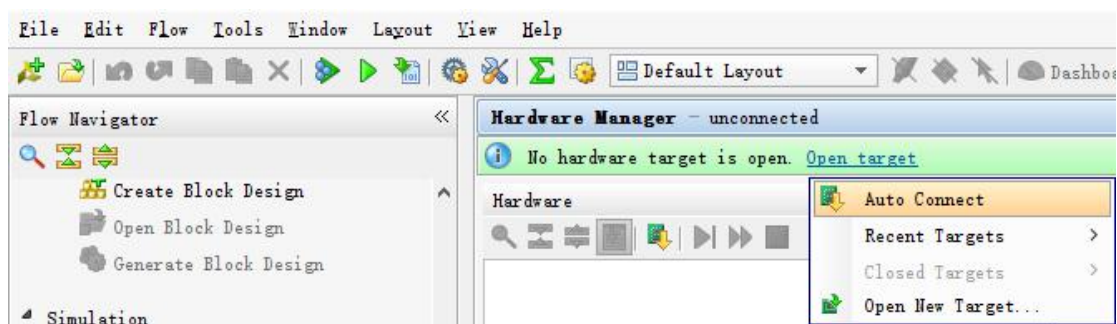 File Edit Flow Tools Window Layout View Help
Default Layout
Flow Navigator
Hardware Manager - unconnected
No hardware target is open. Open target
Create Block Design
Hardware
Auto Connect
Open Block Design
Recent Targets
Generate Block Design
Closed Targets
Open New Target...
Simulation